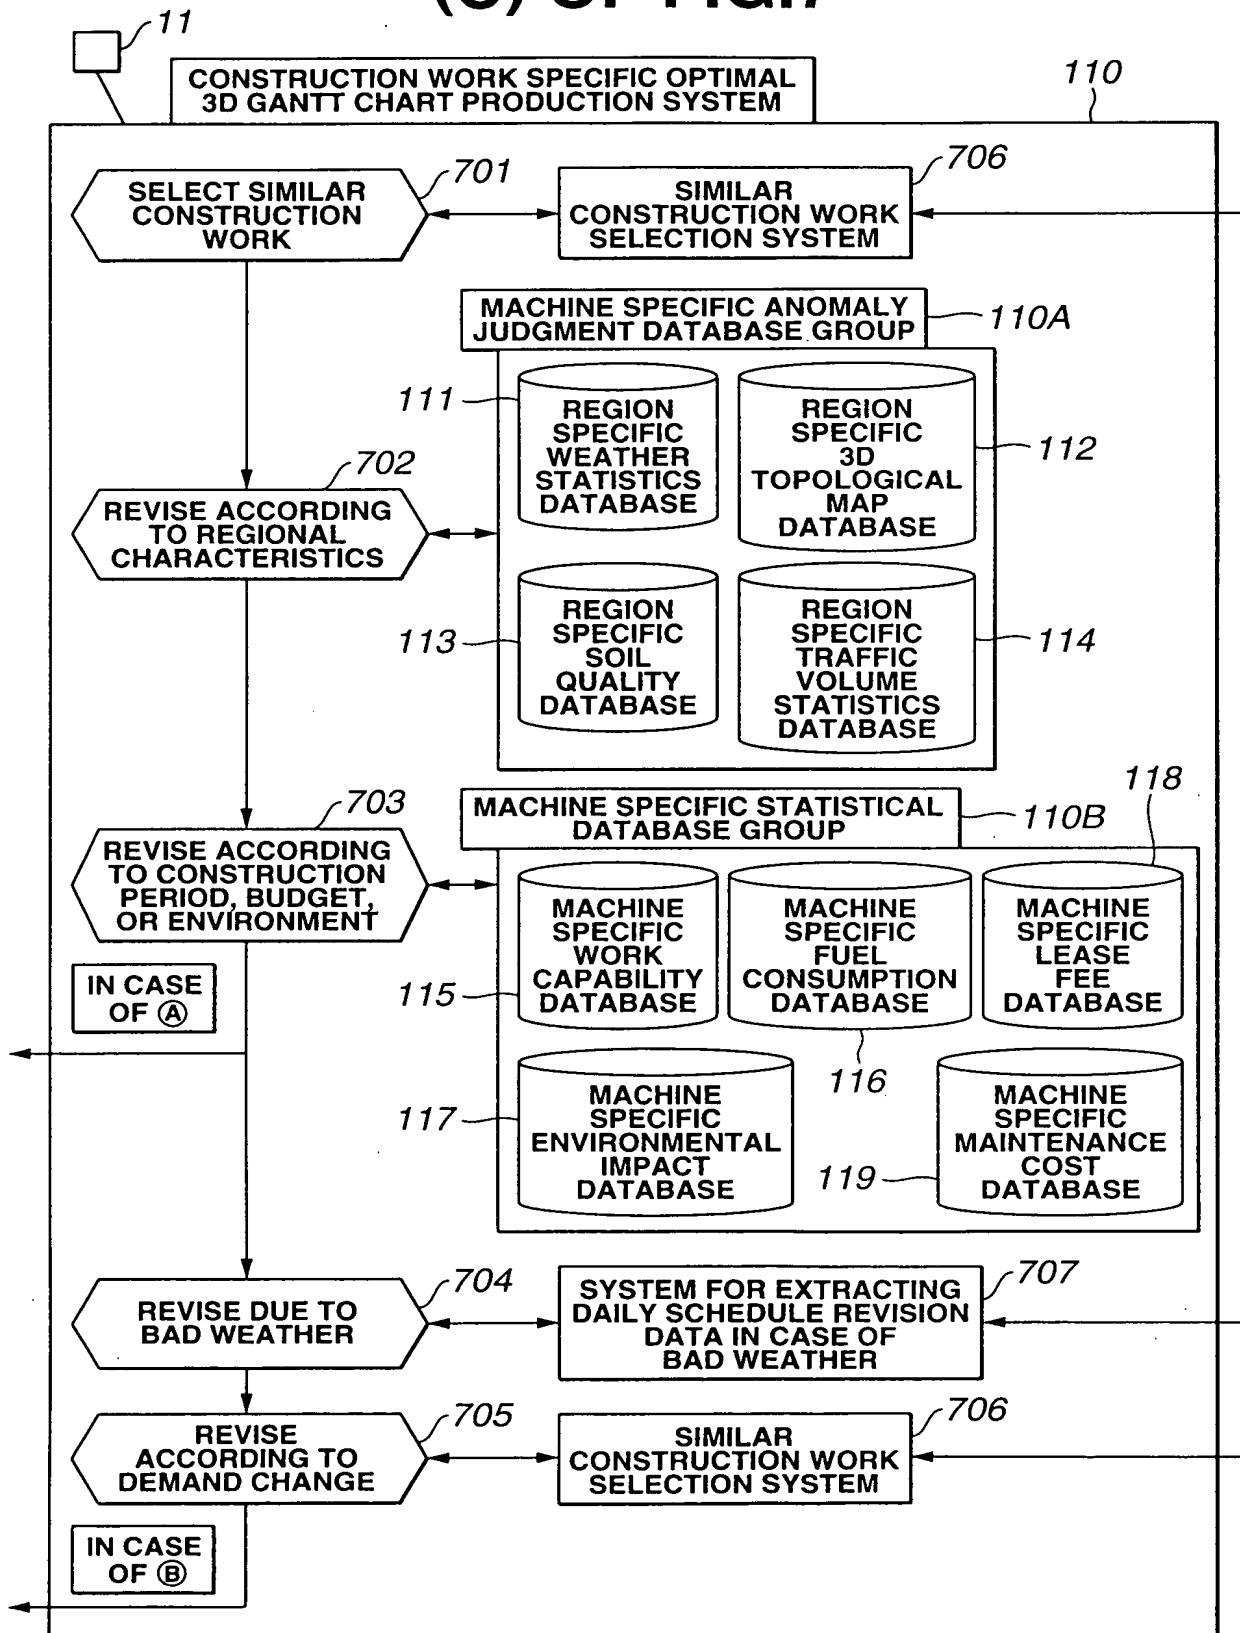 11
CONSTRUCTION WORK SPECIFIC OPTIMAL
3D GANTT CHART PRODUCTION SYSTEM
110
SELECT SIMILAR
CONSTRUCTION
WORK
701
SIMILAR
CONSTRUCTION WORK
SELECTION SYSTEM
706
MACHINE SPECIFIC ANOMALY
JUDGMENT DATABASE GROUP
110A
111
REGION
SPECIFIC
WEATHER
STATISTICS
DATABASE
REGION
SPECIFIC
3D
TOPOLOGICAL
MAP
DATABASE
112
702
REVISE ACCORDING
TO REGIONAL
CHARACTERISTICS
113
REGION
SPECIFIC
SOIL
QUALITY
DATABASE
REGION
SPECIFIC
TRAFFIC
VOLUME
STATISTICS
DATABASE
114
703
REVISE ACCORDING
TO CONSTRUCTION
PERIOD, BUDGET,
OR ENVIRONMENT
MACHINE SPECIFIC STATISTICAL
DATABASE GROUP
110B
118
MACHINE
SPECIFIC
WORK
CAPABILITY
DATABASE
115
MACHINE
SPECIFIC
FUEL
CONSUMPTION
DATABASE
116
MACHINE
SPECIFIC
LEASE
FEE
DATABASE
IN CASE
OF Ⓐ
117
MACHINE
SPECIFIC
ENVIRONMENTAL
IMPACT
DATABASE
119
MACHINE
SPECIFIC
MAINTENANCE
COST
DATABASE
REVISE DUE TO
BAD WEATHER
704
SYSTEM FOR EXTRACTING
DAILY SCHEDULE REVISION
DATA IN CASE OF
BAD WEATHER
707
REVISE
ACCORDING TO
DEMAND CHANGE
705
SIMILAR
CONSTRUCTION WORK
SELECTION SYSTEM
706
IN CASE
OF Ⓑ